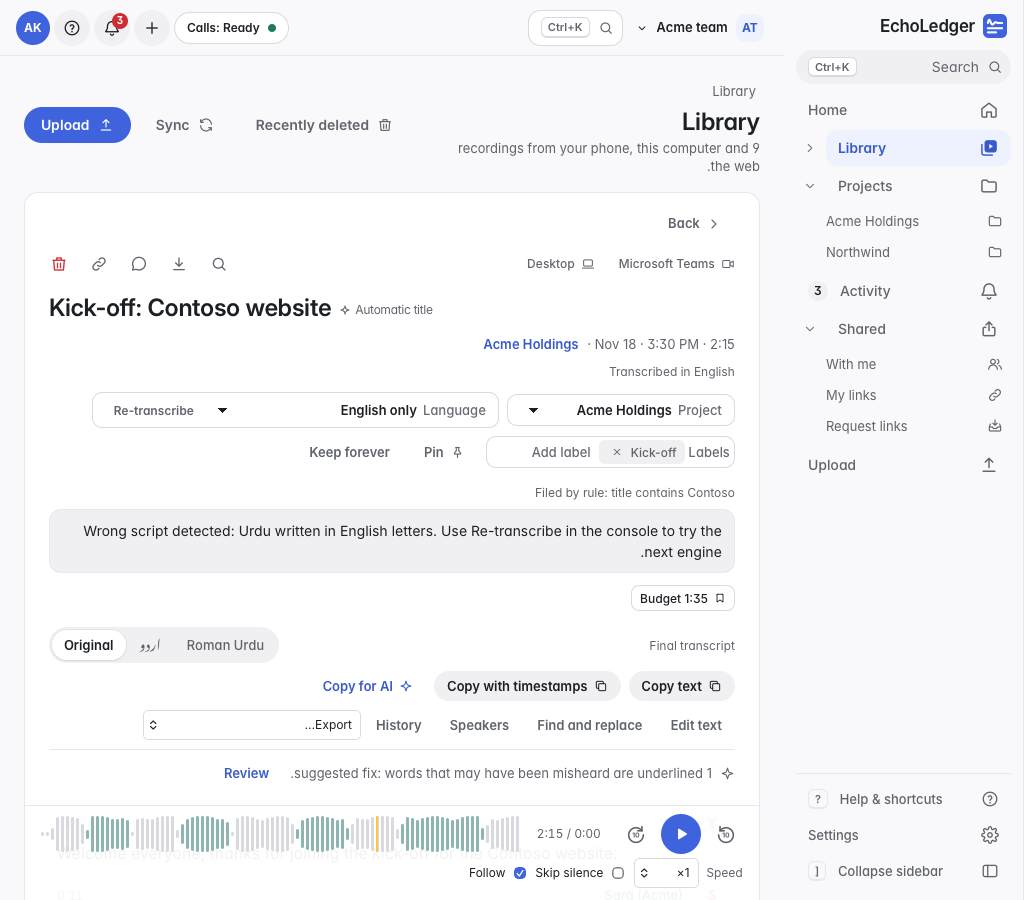 EchoLedger
Search Ctrl+K
Home
Library
Projects
Acme Holdings
Northwind
Activity 3
Shared
With me
My links
Request links
Upload
Help & shortcuts ?
Settings
Collapse sidebar ]
AT Acme team
Ctrl+K
Calls: Ready
3
AK
Library
Library
9 recordings from your phone, this computer and
the web.
Recently deleted
Sync
Upload
Back
Microsoft Teams
Desktop
Kick-off: Contoso website
Automatic title
Acme Holdings · Nov 18 · 3:30 PM · 2:15
Transcribed in English
Project Acme Holdings
Language English only
Re-transcribe
Labels Kick-off × Add label
Pin
Keep forever
Filed by rule: title contains Contoso
Wrong script detected: Urdu written in English letters. Use Re-transcribe in the console to try the
next engine.
Budget 1:35
Final transcript
Original
اردو
Roman Urdu
Copy text
Copy with timestamps
Copy for AI
Edit text
Find and replace
Speakers
History
Export...
1 suggested fix: words that may have been misheard are underlined.
Review
10
10
2:15 / 0:00
Welcome everyone, thanks for joining the kick-off for the Contoso website.
Speed 1×
Skip silence
Follow
S Sara (Acme)
0:11